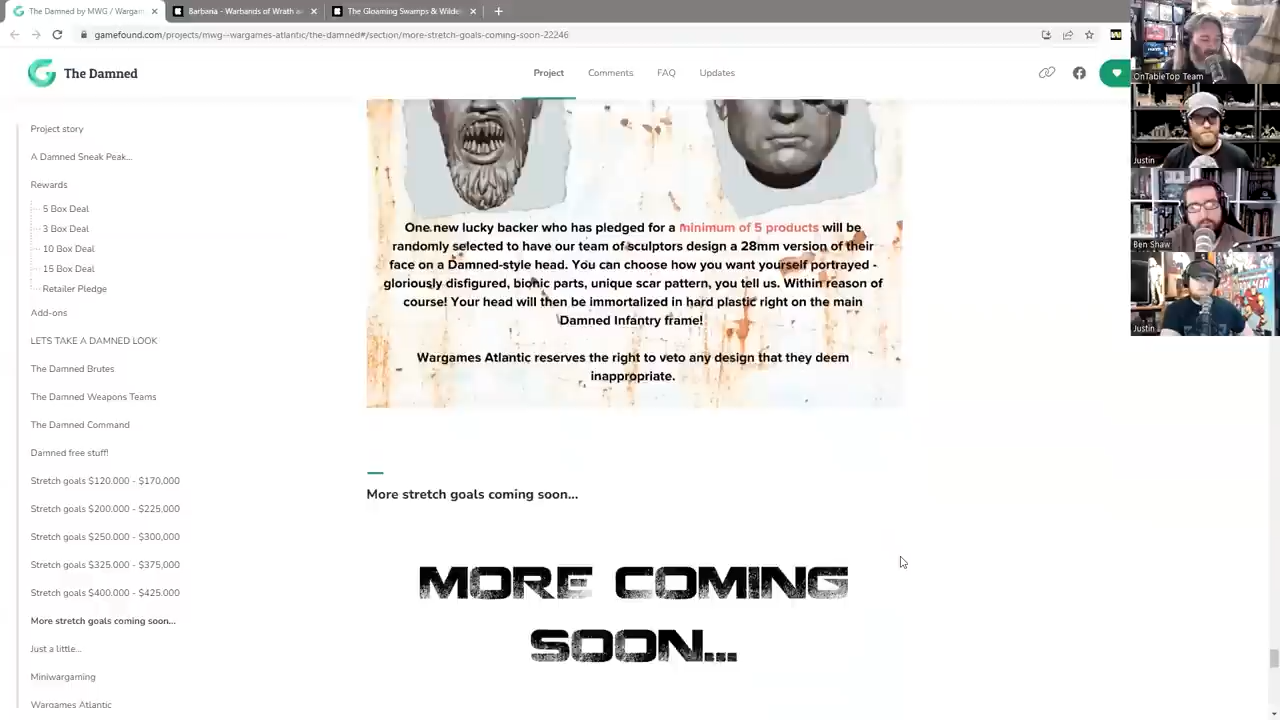 The Damned by MWG / Wargam
Barbaria - Warbands of Wrath a
The Gloaming Swamps & Wilde
gamefound.com/projects/mwg--wargames-atlantic/the-damned#/section/more-stretch-goals-coming-soon-22246
The Damned
Project
Comments
FAQ
Updates
Project story
A Damned Sneak Peak...
Rewards
5 Box Deal
3 Box Deal
10 Box Deal
15 Box Deal
Retailer Pledge
Add-ons
LETS TAKE A DAMNED LOOK
The Damned Brutes
The Damned Weapons Teams
The Damned Command
Damned free stuff!
Stretch goals $120.000 - $170,000
Stretch goals $200.000 - $225,000
Stretch goals $250.000 - $300,000
Stretch goals $325.000 - $375,000
Stretch goals $400.000 - $425.000
More stretch goals coming soon...
Just a little...
Miniwargaming
Wargames Atlantic
One new lucky backer who has pledged for a minimum of 5 products will be
randomly selected to have our team of sculptors design a 28mm version of their
face on a Damned-style head. You can choose how you want yourself portrayed -
gloriously disfigured, bionic parts, unique scar pattern, you tell us. Within reason of
course! Your head will then be immortalized in hard plastic right on the main
Damned Infantry frame!
Wargames Atlantic reserves the right to veto any design that they deem
inappropriate.
More stretch goals coming soon...
MORE COMING
SOON...
OnTableTop Team
Justin
Ben Shaw
Justin